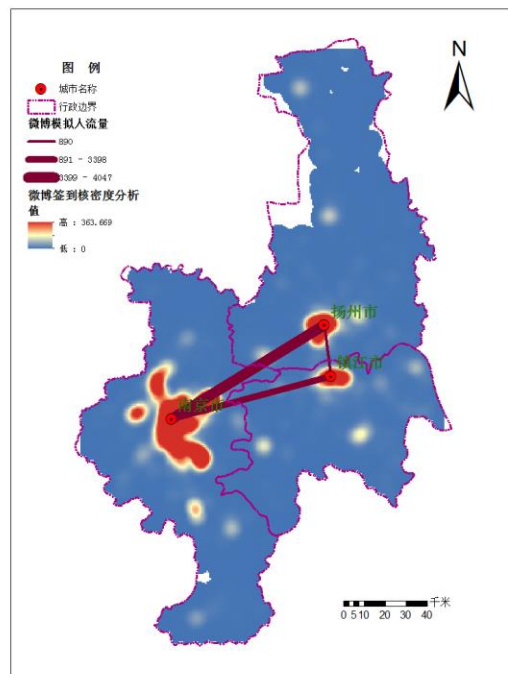 图 例
城市名称
行政边界
微博模拟人流量
890
891 - 3398
3399 - 4047
微博签到核密度分析
值
高 : 363.669
低 : 0
N
扬州市
镇江市
南京市
千米
0 5 10 20 30 40